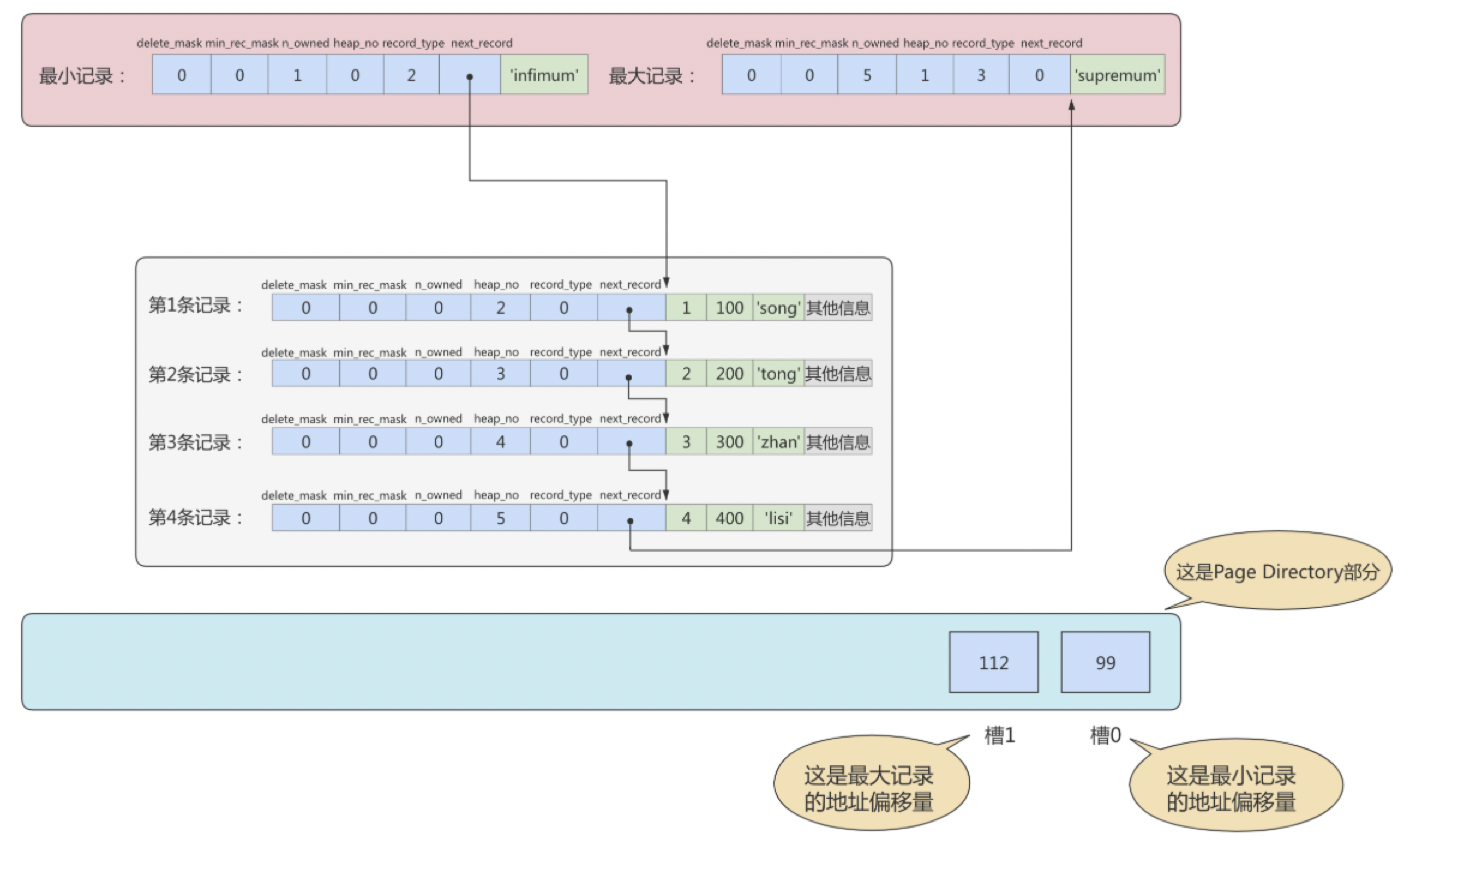 delete_mask min_rec_mask n_owned heap_no record_type next_record
最小记录： 0 0 1 0 2 'infimum'
delete_mask min_rec_mask n_owned heap_no record_type next_record
最大记录： 0 0 5 1 3 0 'supremum'
delete_mask min_rec_mask n_owned heap_no record_type next_record
第1条记录： 0 0 0 2 0 1 100 'song' 其他信息
delete_mask min_rec_mask n_owned heap_no record_type next_record
第2条记录： 0 0 0 3 0 2 200 'tong' 其他信息
delete_mask min_rec_mask n_owned heap_no record_type next_record
第3条记录： 0 0 0 4 0 3 300 'zhan' 其他信息
delete_mask min_rec_mask n_owned heap_no record_type next_record
第4条记录： 0 0 0 5 0 4 400 'lisi' 其他信息
这是Page Directory部分
112 99
槽1 槽0
这是最大记录
的地址偏移量
这是最小记录
的地址偏移量